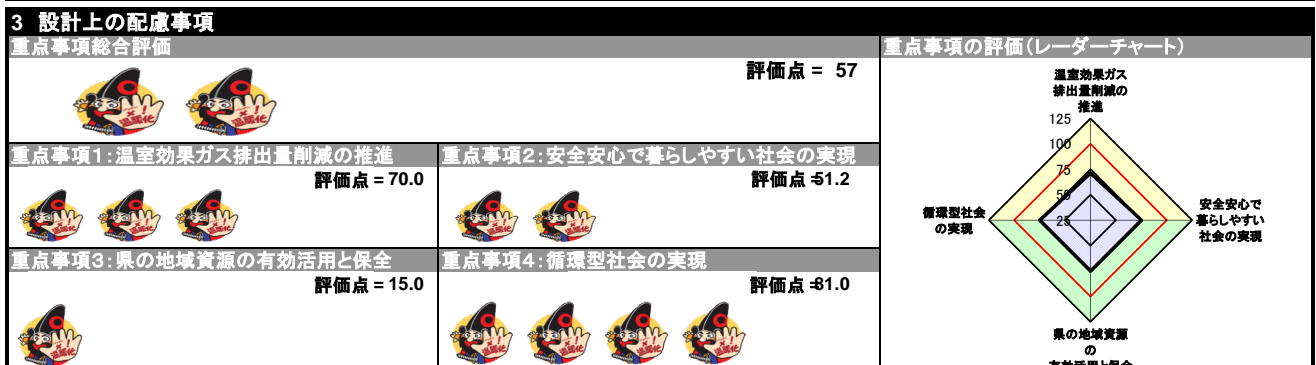 3 設計上の配慮事項
重点事項総合評価
評価点 = 57
重点事項1:温室効果ガス排出量削減の推進
評価点 = 70.0
重点事項2:安全安心で暮らしやすい社会の実現
評価点 =51.2
重点事項3:県の地域資源の有効活用と保全
評価点 = 15.0
重点事項4:循環型社会の実現
評価点 =81.0
重点事項の評価(レーダーチャート)
温室効果ガス
排出量削減の
推進
125
100
75
50
25
安全安心で
暮らしやすい
社会の実現
循環型社会
の実現
県の地域資源
の
有効活用と保全